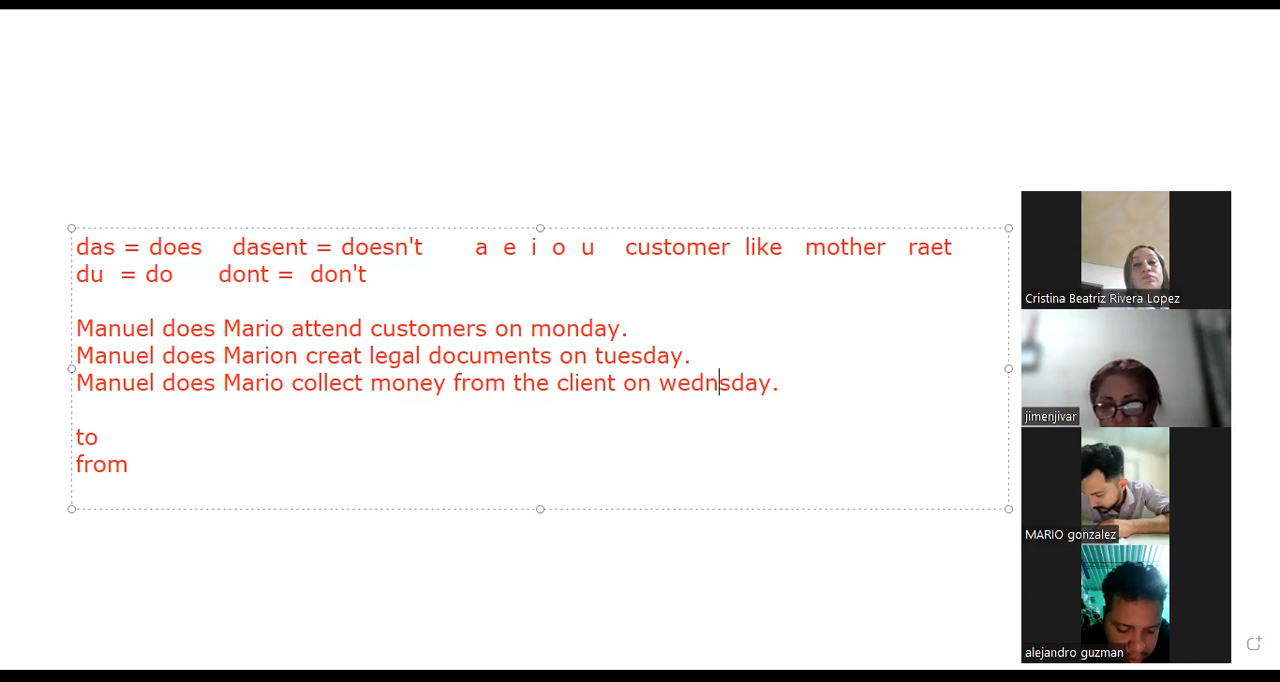 das = does dasent = doesn't a e i o u customer like mother raet
du = do dont = don't
Manuel does Mario attend customers on monday.
Manuel does Marion creat legal documents on tuesday.
Manuel does Mario collect money from the client on wednsday.
to
from
Cristina Beatriz Rivera Lopez
jimenjivar
MARIO gonzalez
alejandro guzman